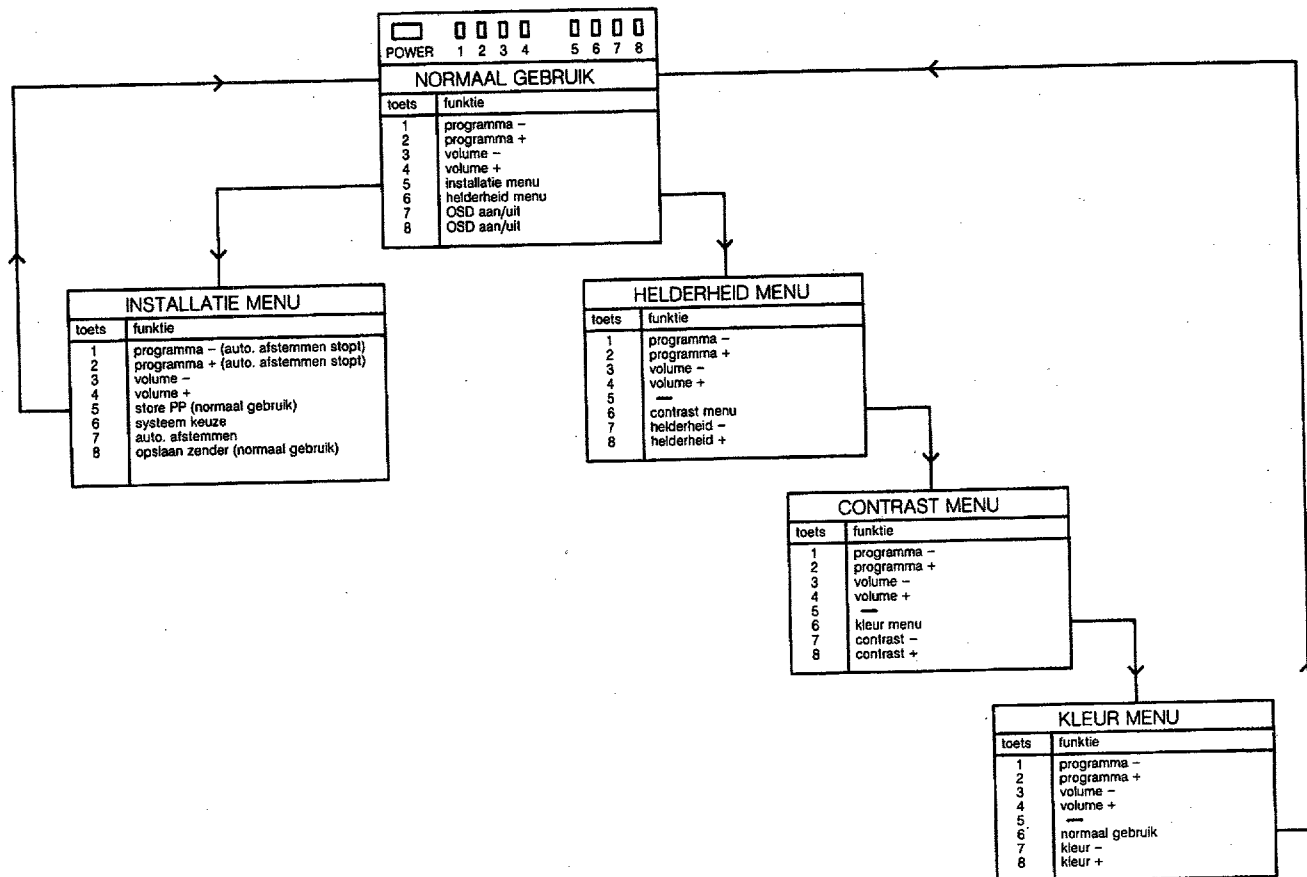 POWER 1 2 3 4 5 6 7 8
NORMAAL GEBRUIK
toets funktie
1 programma –
2 programma +
3 volume –
4 volume +
5 installatie menu
6 helderheid menu
7 OSD aan/uit
8 OSD aan/uit
INSTALLATIE MENU
toets funktie
1 programma – (auto. afstemmen stopt)
2 programma + (auto. afstemmen stopt)
3 volume –
4 volume +
5 store PP (normaal gebruik)
6 systeem keuze
7 auto. afstemmen
8 opslaan zender (normaal gebruik)
HELDERHEID MENU
toets funktie
1 programma –
2 programma +
3 volume –
4 volume +
5 —
6 contrast menu
7 helderheid –
8 helderheid +
CONTRAST MENU
toets funktie
1 programma –
2 programma +
3 volume –
4 volume +
5 —
6 kleur menu
7 contrast –
8 contrast +
KLEUR MENU
toets funktie
1 programma –
2 programma +
3 volume –
4 volume +
5 —
6 normaal gebruik
7 kleur –
8 kleur +